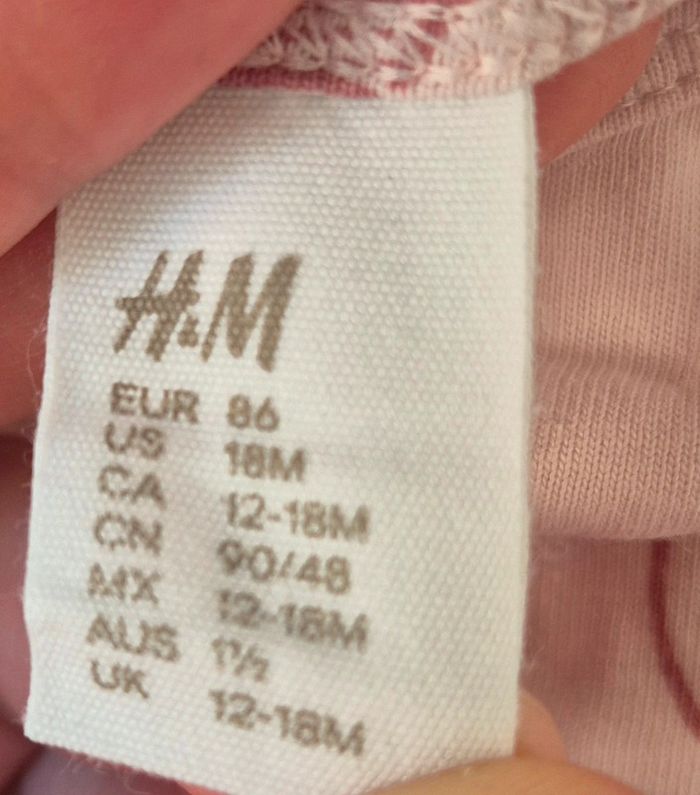 H&M
EUR 86
US 18M
CA 12-18M
CN 90/48
MX 12-18M
AUS 1½
UK 12-18M